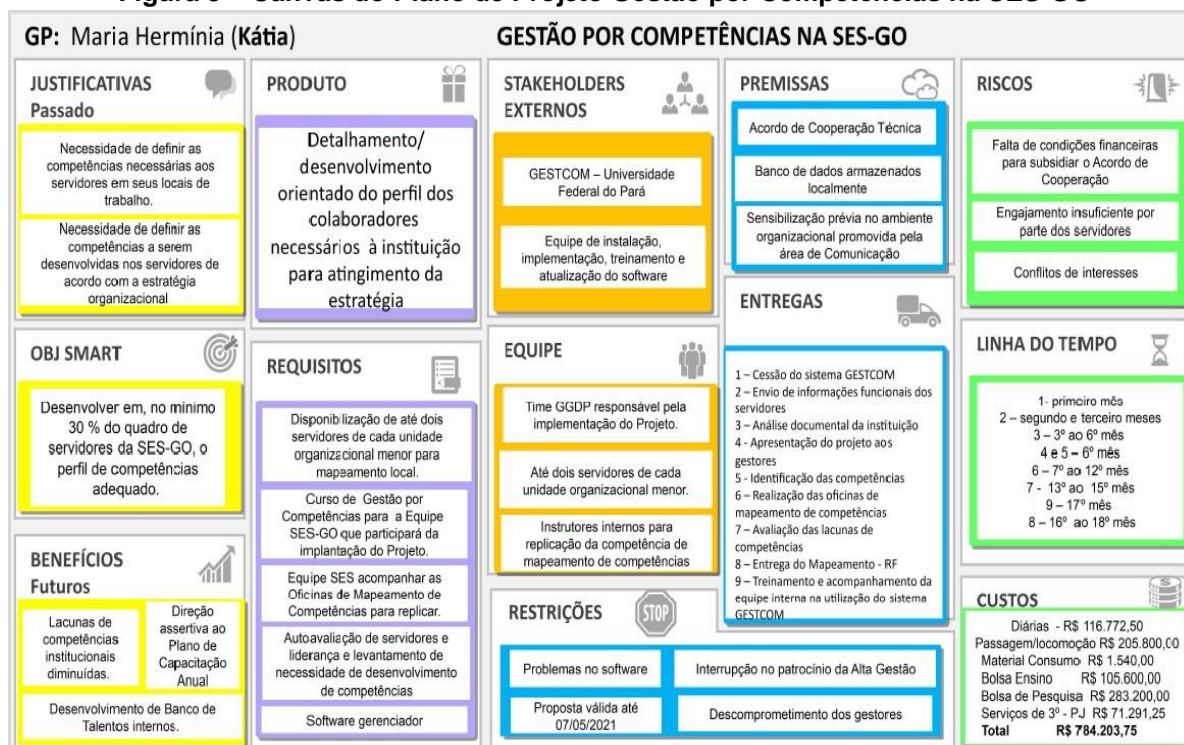 Figura 3 – Canvas do Plano de Projeto Gestão por Competências na SES-GO
GP: Maria Hermínia (Kátia)
GESTÃO POR COMPETÊNCIAS NA SES-GO
JUSTIFICATIVAS
Passado
Necessidade de definir as
competências necessárias aos
servidores em seus locais de
trabalho.
Necessidade de definir as
competências a serem
desenvolvidas nos servidores de
acordo com a estratégia
organizacional
OBJ SMART
Desenvolver em, no mínimo
30 % do quadro de
servidores da SES-GO, o
perfil de competências
adequado.
BENEFÍCIOS
Futuros
Lacunas de
competências
institucionais
diminuídas.
Direção
assertiva ao
Plano de
Capacitação
Anual
Desenvolvimento de Banco de
Talentos internos.
PRODUTO
Detalhamento/
desenvolvimento
orientado do perfil dos
colaboradores
necessários à instituição
para atingimento da
estratégia
REQUISITOS
Disponibilização de até dois
servidores de cada unidade
organizacional menor para
mapeamento local.
Curso de Gestão por
Competências para a Equipe
SES-GO que participará da
implantação do Projeto.
Equipe SES acompanhar as
Oficinas de Mapeamento de
Competências para replicar.
Autoavaliação de servidores e
liderança e levantamento de
necessidade de desenvolvimento
de competências
Software gerenciador
STAKEHOLDERS
EXTERNOS
GESTCOM – Universidade
Federal do Pará
Equipe de instalação,
implementação, treinamento e
atualização do software
EQUIPE
Time GGDP responsável pela
implementação do Projeto.
Até dois servidores de cada
unidade organizacional menor.
Instrutores internos para
replicação da competência de
mapeamento de competências
PREMISSAS
Acordo de Cooperação Técnica
Banco de dados armazenados
localmente
Sensibilização prévia no ambiente
organizacional promovida pela
área de Comunicação
ENTREGAS
1 – Cessão do sistema GESTCOM
2 – Envio de informações funcionais dos
servidores
3 – Análise documental da instituição
4 - Apresentação do projeto aos
gestores
5 - Identificação das competências
6 – Realização das oficinas de
mapeamento de competências
7 – Avaliação das lacunas de
competências
8 – Entrega do Mapeamento - RF
9 – Treinamento e acompanhamento da
equipe interna na utilização do sistema
GESTCOM
RESTRIÇÕES
STOP
Problemas no software
Interrupção no patrocínio da Alta Gestão
Proposta válida até
07/05/2021
Descomprometimento dos gestores
RISCOS
Falta de condições financeiras
para subsidiar o Acordo de
Cooperação
Engajamento insuficiente por
parte dos servidores
Conflitos de interesses
LINHA DO TEMPO
1- primeiro mês
2 – segundo e terceiro meses
3 – 3º ao 6º mês
4 e 5 – 6º mês
6 – 7º ao 12º mês
7 - 13º ao 15º mês
9 – 17º mês
8 – 16º ao 18º mês
CUSTOS
Diárias - R$ 116.772,50
Passagem/locomoção R$ 205.800,00
Material Consumo R$ 1.540,00
Bolsa Ensino R$ 105.600,00
Bolsa de Pesquisa R$ 283.200,00
Serviços de 3º - PJ R$ 71.291,25
Total R$ 784.203,75